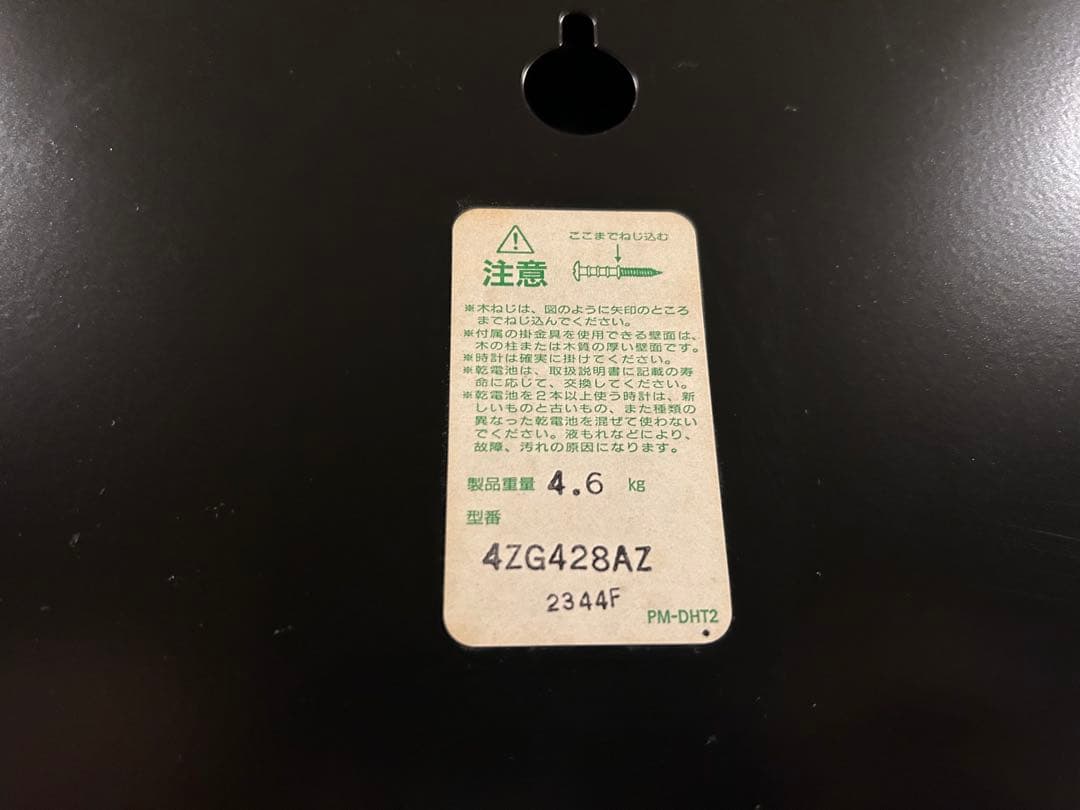 ここまでねじ込む
注意
※木ねじは、図のように矢印のところ
までねじ込んでください。
※付属の掛金具を使用できる壁面は、
木の柱または木質の厚い壁面です。
※時計は確実に掛けてください。
※乾電池は、取扱説明書に記載の寿
命に応じて、交換してください。
※乾電池を2本以上使う時計は、新
しいものと古いもの、また種類の
異なった乾電池を混ぜて使わない
でください。液もれなどにより、
故障、汚れの原因になります。
製品重量 4.6 kg
型番
4ZG428AZ
2344F
PM-DHT2